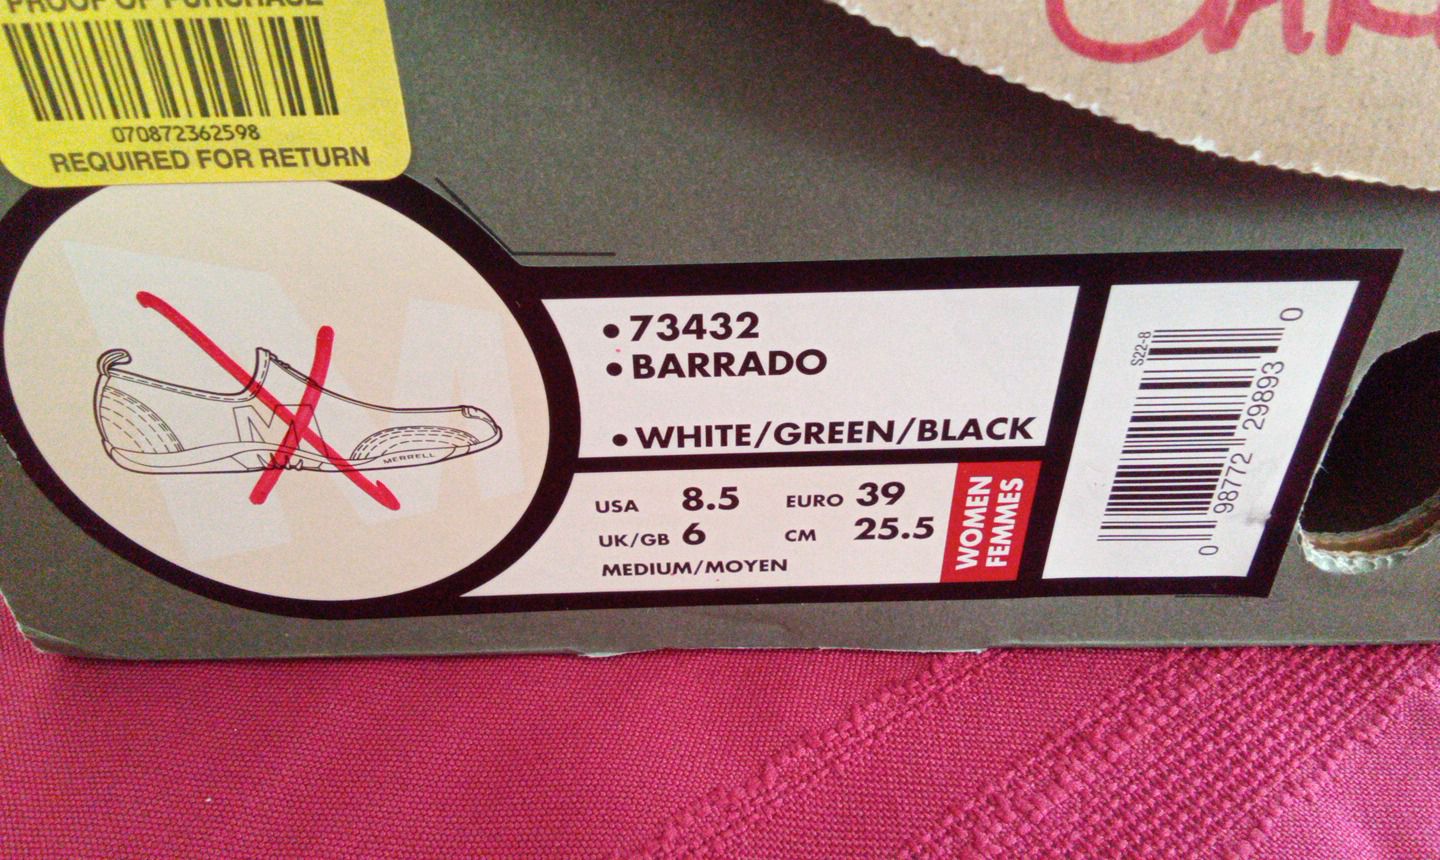 PROOF OF PURCHASE
070872362598
REQUIRED FOR RETURN
MERRELL
• 73432
• BARRADO
• WHITE/GREEN/BLACK
USA 8.5 EURO 39
UK/GB 6 CM 25.5
MEDIUM/MOYEN
WOMEN
FEMMES
S22-8
0 98772 29893 0